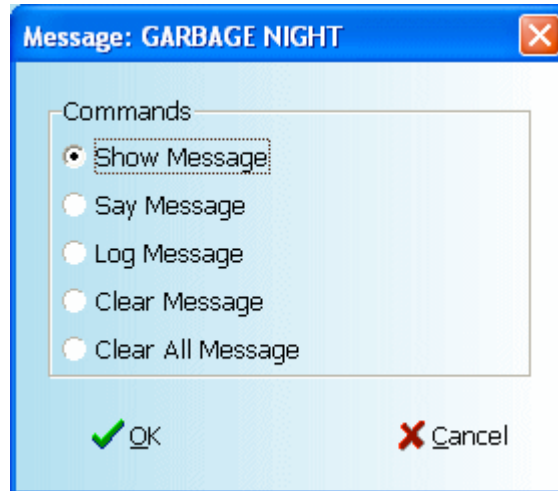 Message: GARBAGE NIGHT
Commands
Show Message
Say Message
Log Message
Clear Message
Clear All Message
OK
Cancel